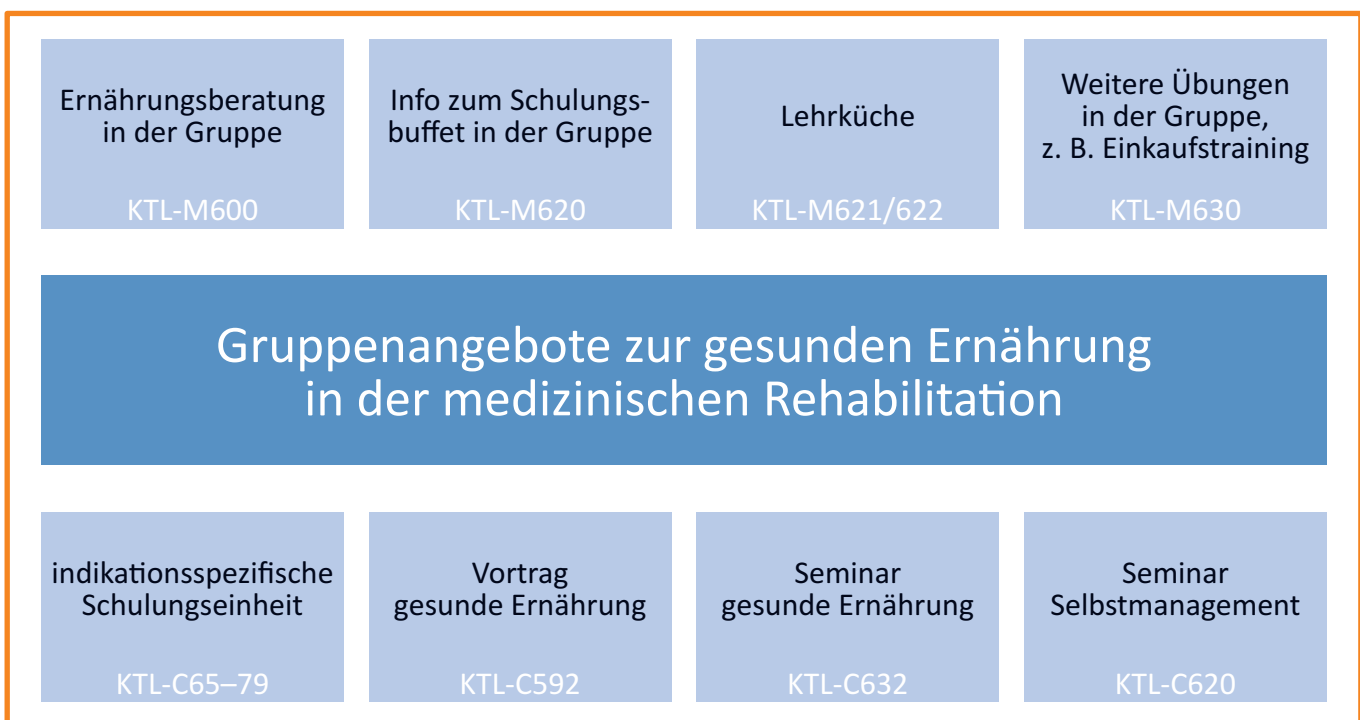 Ernährungsberatung
in der Gruppe
KTL-M600
Info zum Schulungs-
buffet in der Gruppe
KTL-M620
Lehrküche
KTL-M621/622
Weitere Übungen
in der Gruppe,
z. B. Einkaufstraining
KTL-M630
Gruppenangebote zur gesunden Ernährung
in der medizinischen Rehabilitation
indikationsspezifische
Schulungseinheit
KTL-C65–79
Vortrag
gesunde Ernährung
KTL-C592
Seminar
gesunde Ernährung
KTL-C632
Seminar
Selbstmanagement
KTL-C620